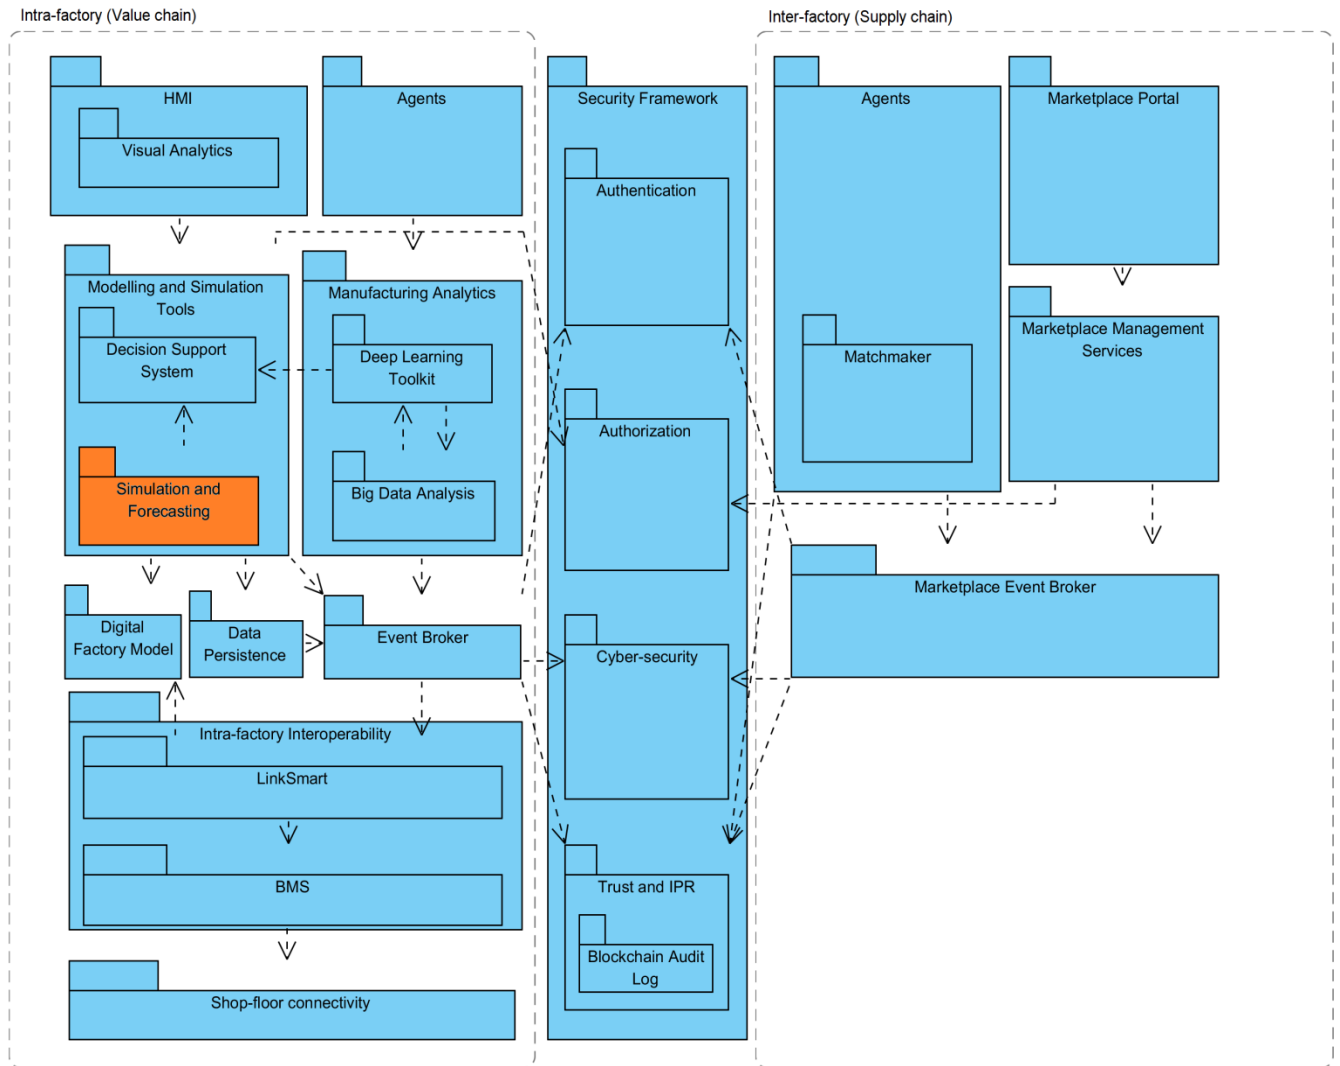 Intra-factory (Value chain)
Inter-factory (Supply chain)
HMI
Visual Analytics
Agents
Security Framework
Authentication
Agents
Marketplace Portal
Modelling and Simulation
Tools
Decision Support
System
Simulation and
Forecasting
Manufacturing Analytics
Deep Learning
Toolkit
Big Data Analysis
Authorization
Matchmaker
Marketplace Management
Services
Digital
Factory Model
Data
Persistence
Event Broker
Cyber-security
Marketplace Event Broker
Intra-factory Interoperability
LinkSmart
BMS
Trust and IPR
Blockchain Audit
Log
Shop-floor connectivity